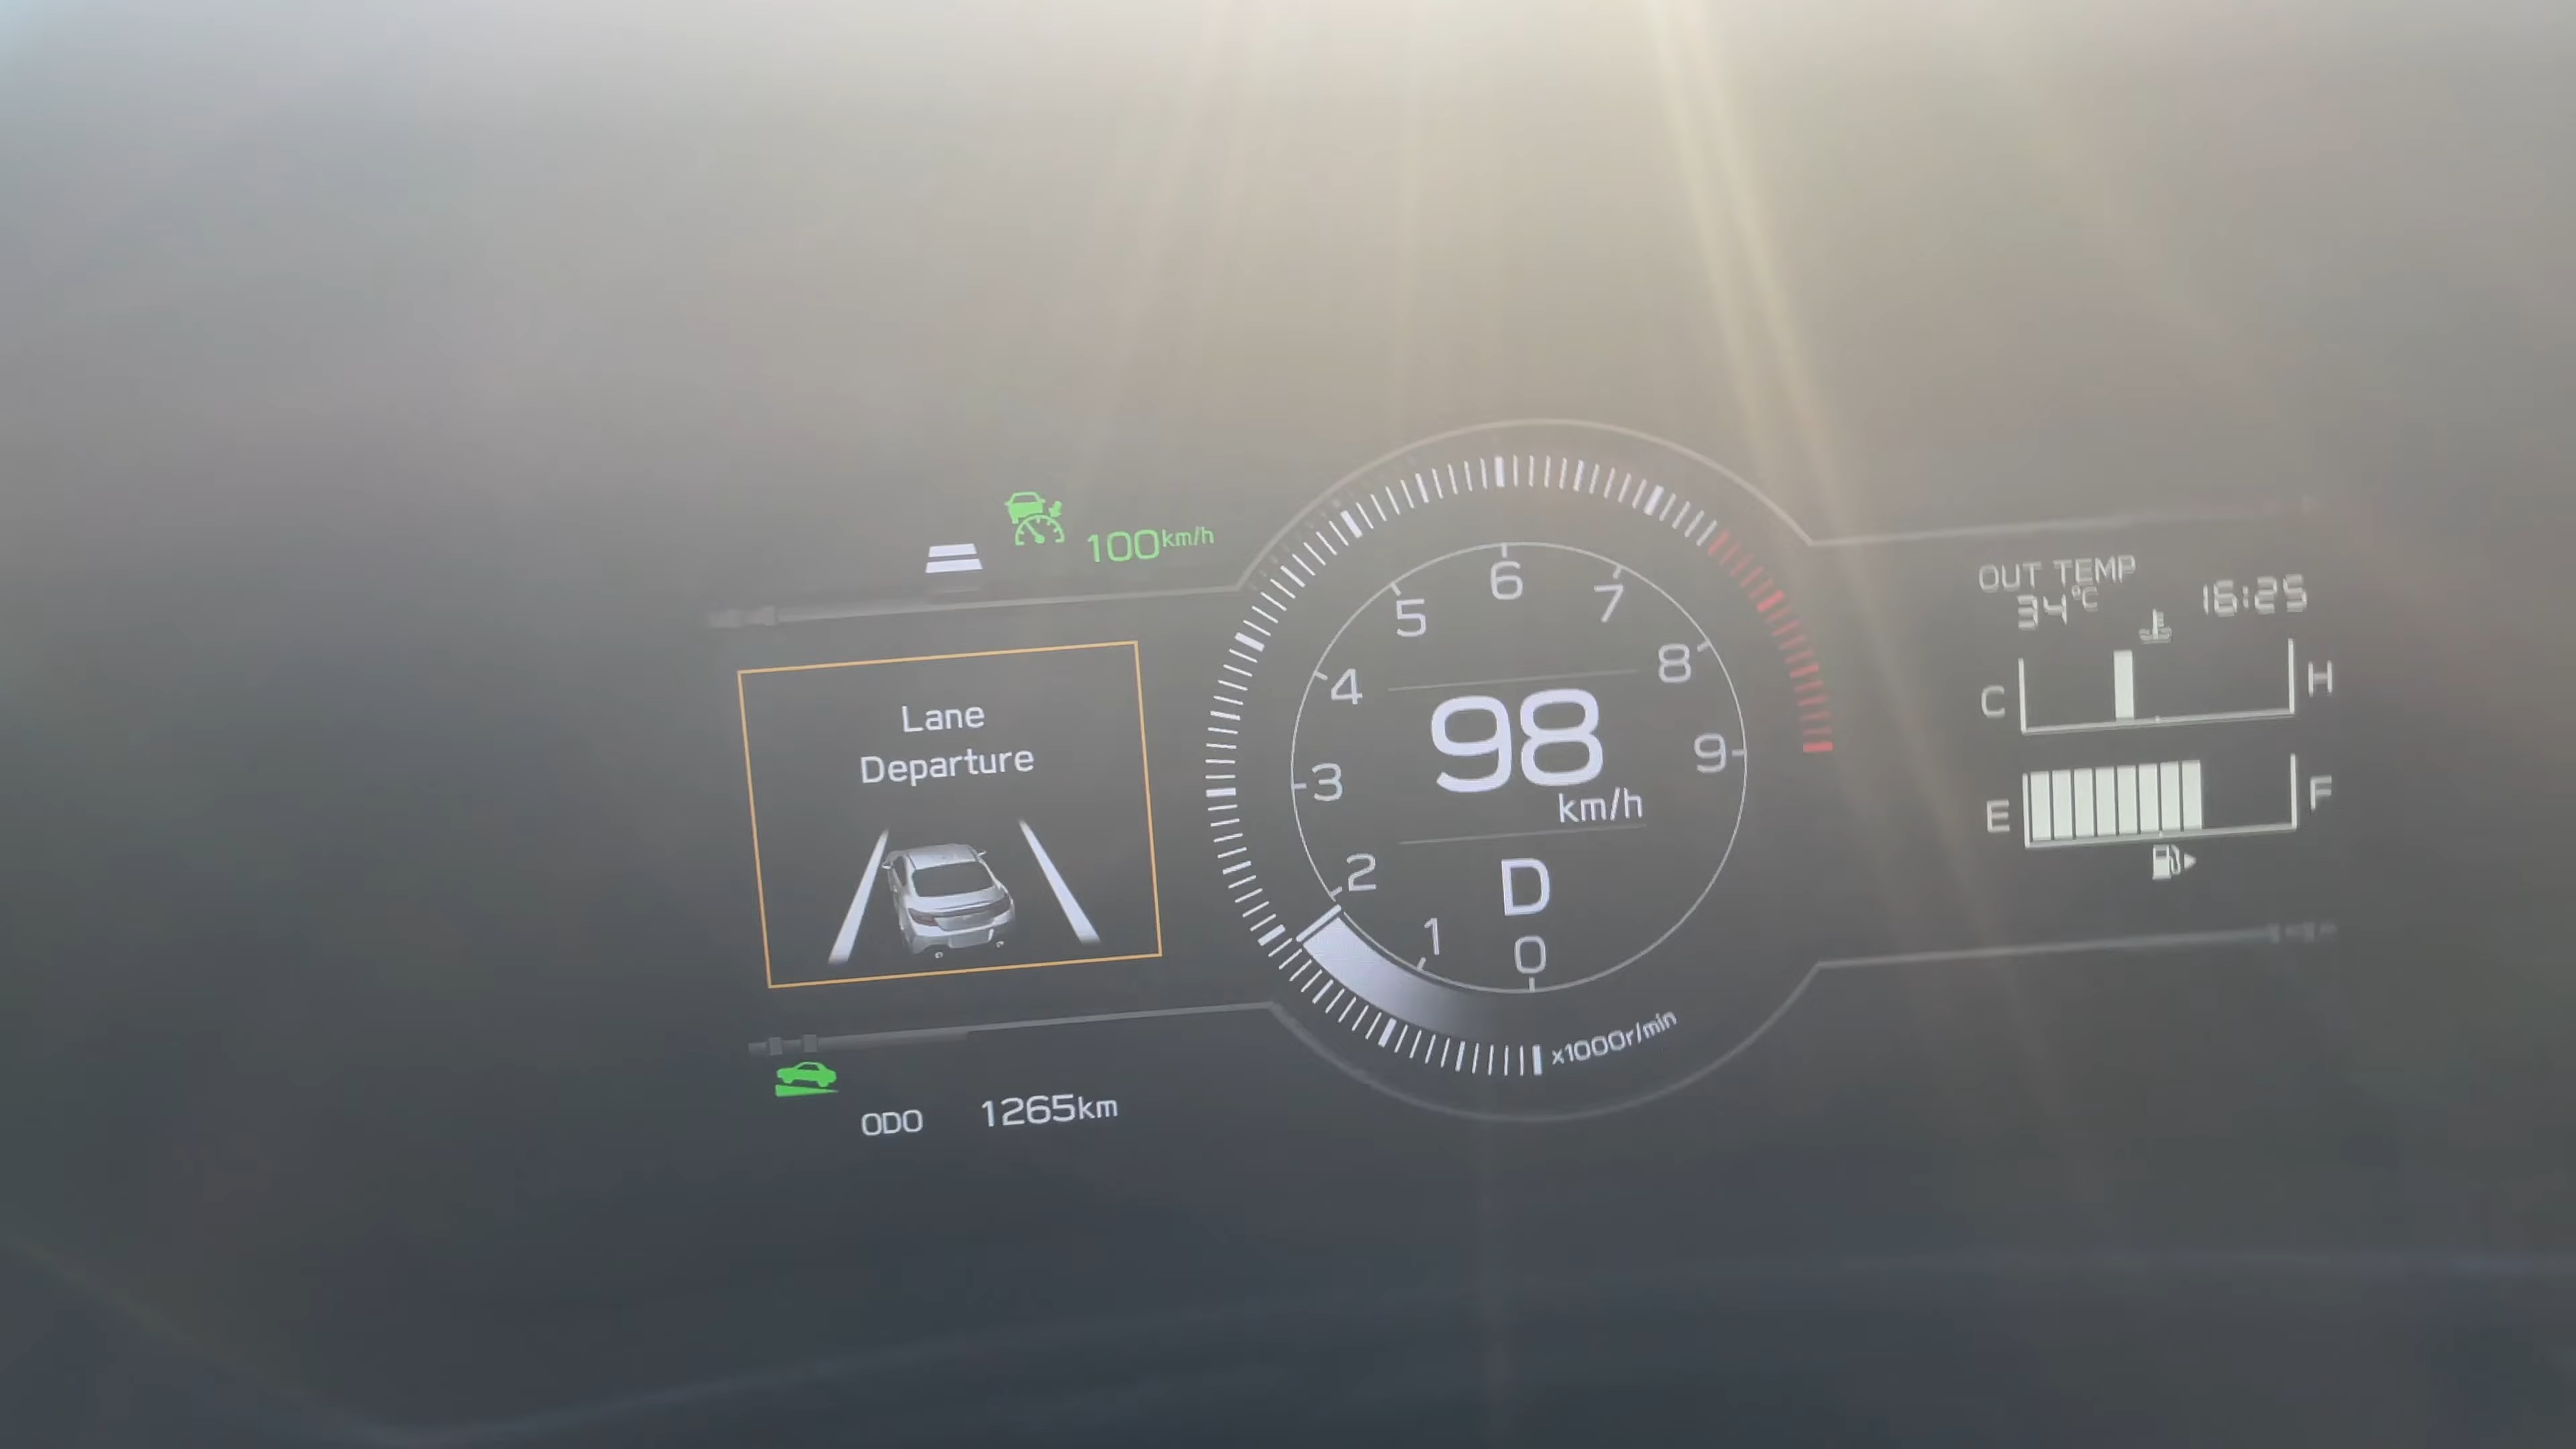 100km/h
Lane
Departure
ODO 1265km
0
1
2
3
4
5
6
7
8
9
98
km/h
D
x1000r/min
OUT TEMP
34°C 16:25
C H
E F